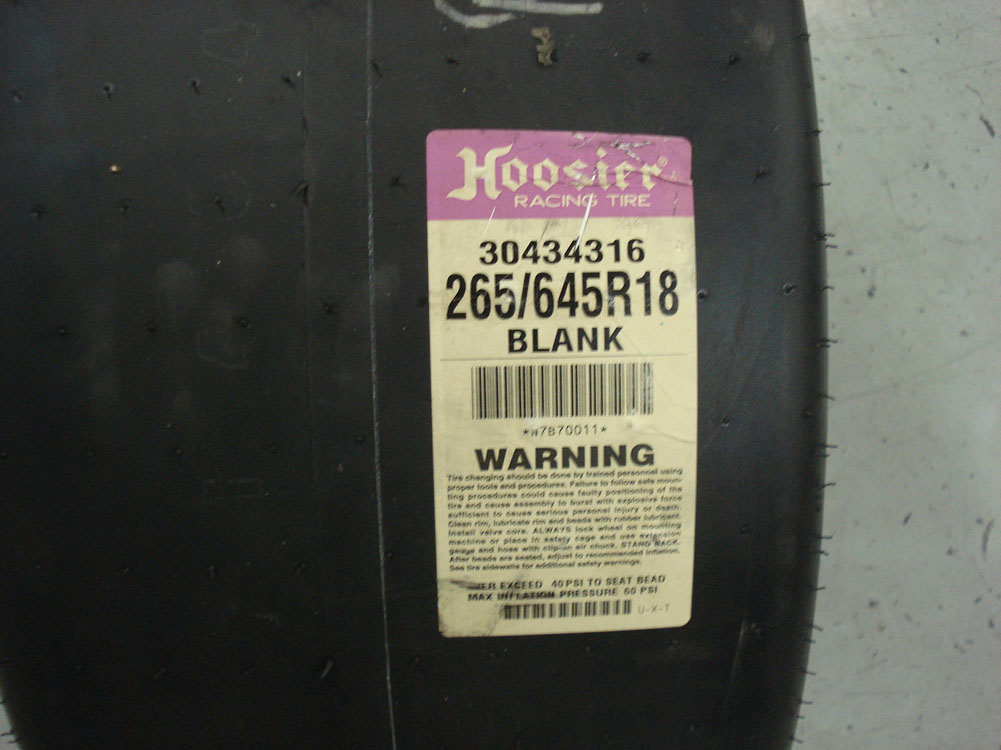 Hoosier®
RACING TIRE
30434316
265/645R18
BLANK
*W7B70011*
WARNING
Tire changing should be done by trained personnel using
proper tools and procedures. Failure to follow safe moun-
ting procedures could cause faulty positioning of the
tire and cause assembly to burst with explosive force
sufficient to cause serious personal injury or death.
Clean rim, lubricate rim and beads with rubber lubricant.
Install valve core. ALWAYS lock wheel on mounting
machine or place in safety cage and use extension
gauge and hose with clip-on air chuck. STAND BACK.
After beads are seated, adjust to recommended inflation.
See tire sidewalls for additional safety warnings.
EXCEED 40 PSI TO SEAT BEAD
MAX INFLATION PRESSURE 60 PSI
U-X-T